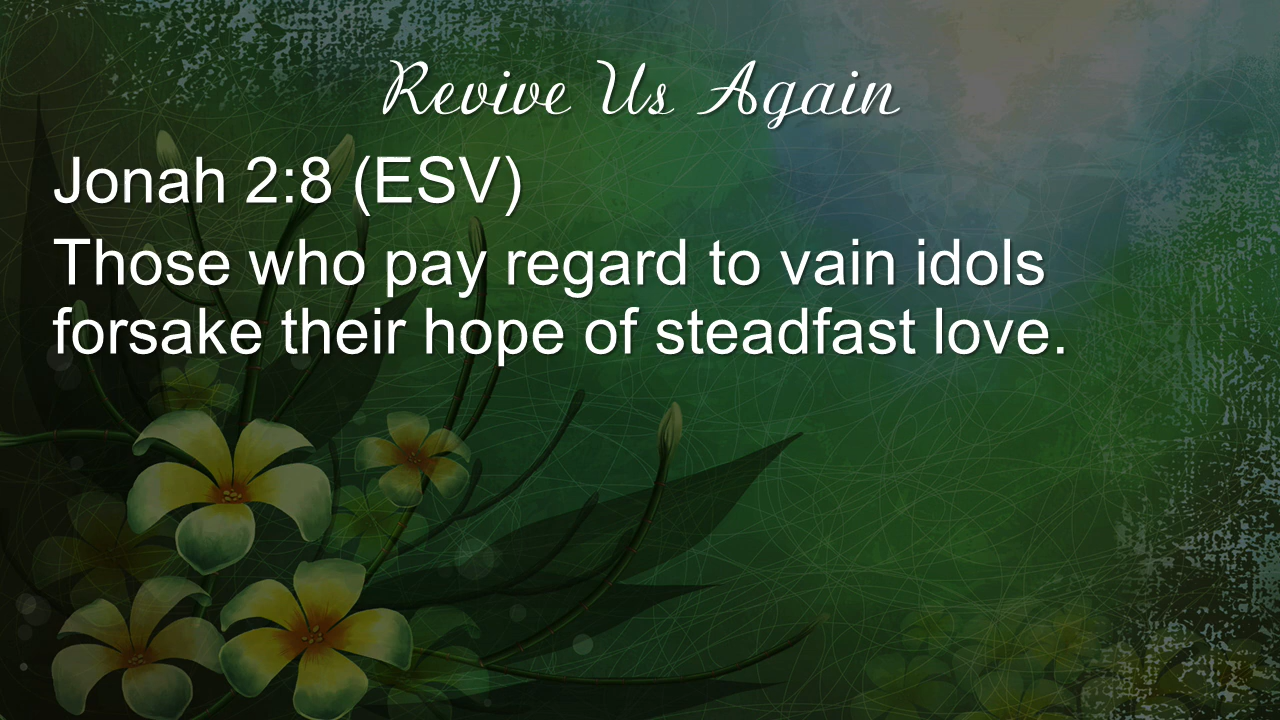 Revive Us Again
Jonah 2:8 (ESV)
Those who pay regard to vain idols
forsake their hope of steadfast love.